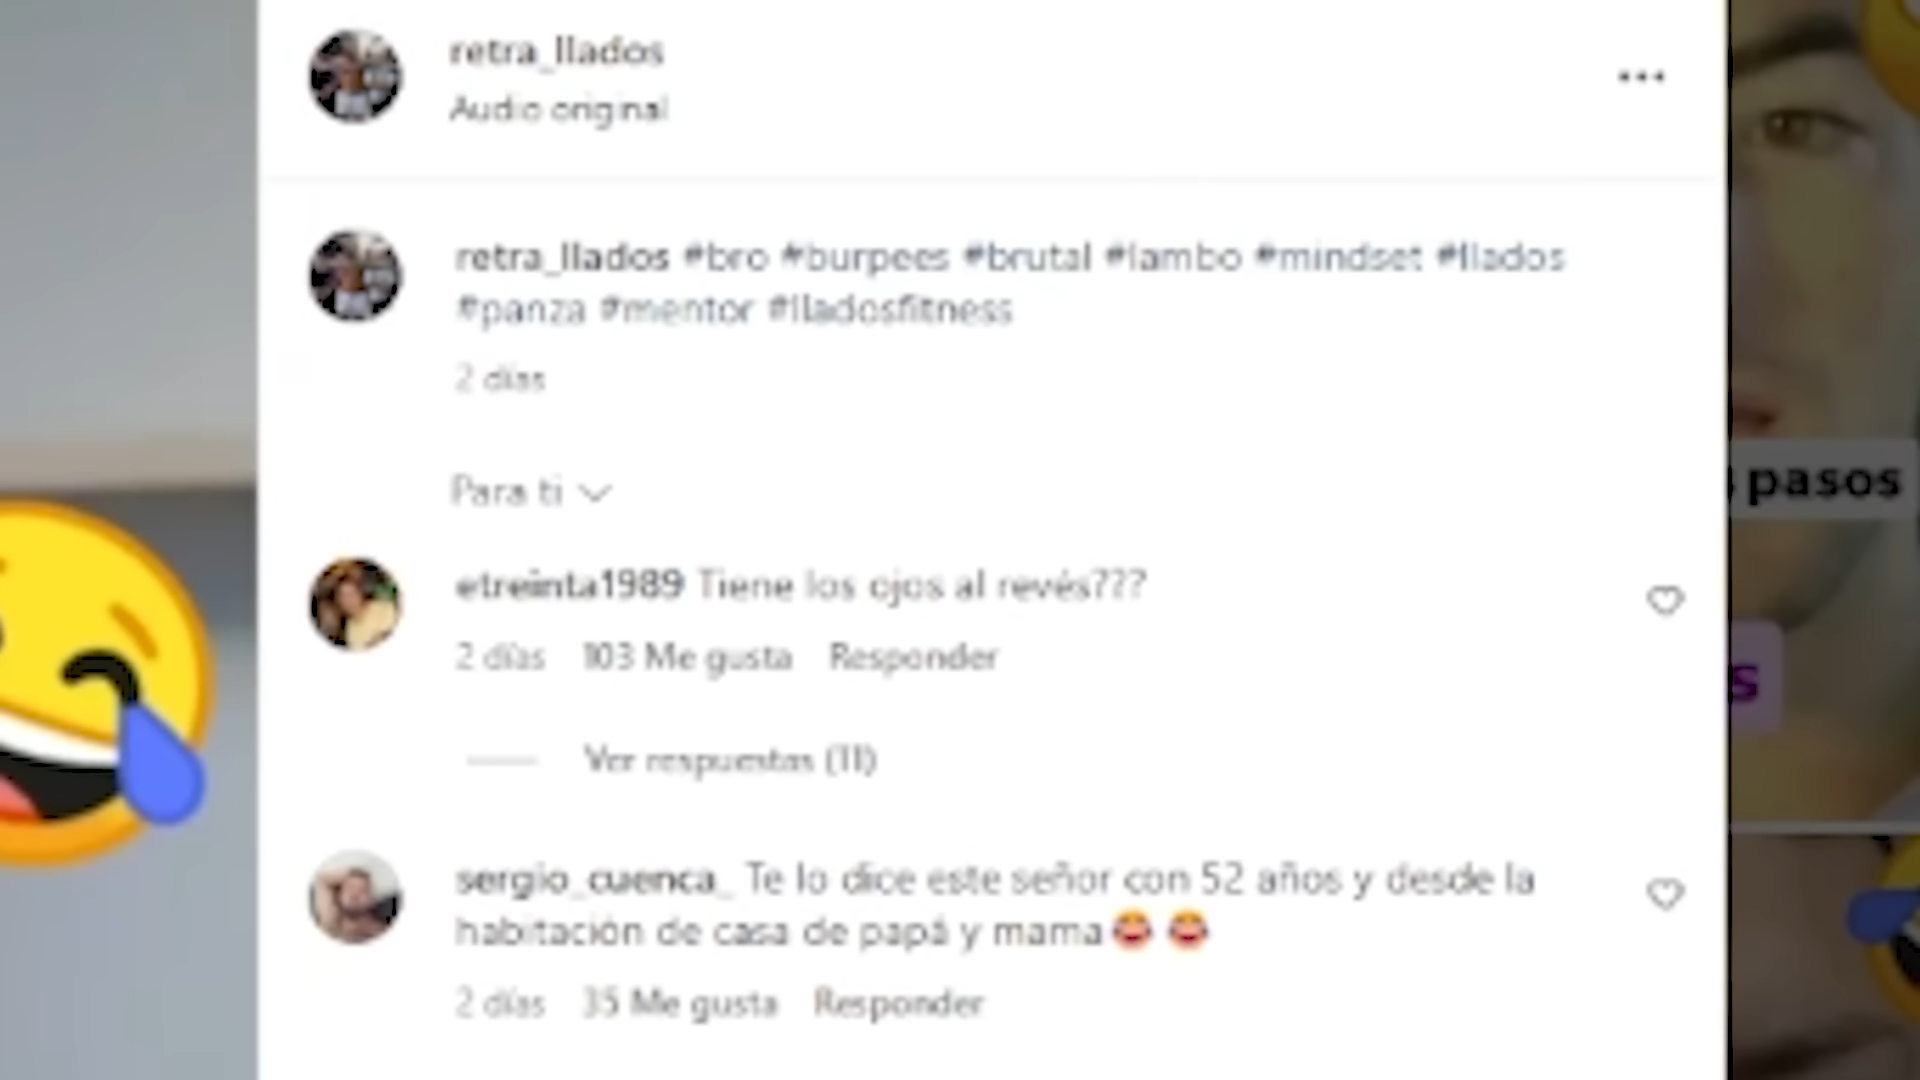 retra_llados
Audio original
retra_llados #bro #burpees #brutal #lambo #mindset #llados
#panza #mentor #lladosfitness
2 días
Para ti
etreinta1989 Tiene los ojos al revés???
2 días 103 Me gusta Responder
Ver respuestas (11)
sergio_cuenca_ Te lo dice este señor con 52 años y desde la
habitación de casa de papá y mama😂 😂
2 días 35 Me gusta Responder
pasos
s